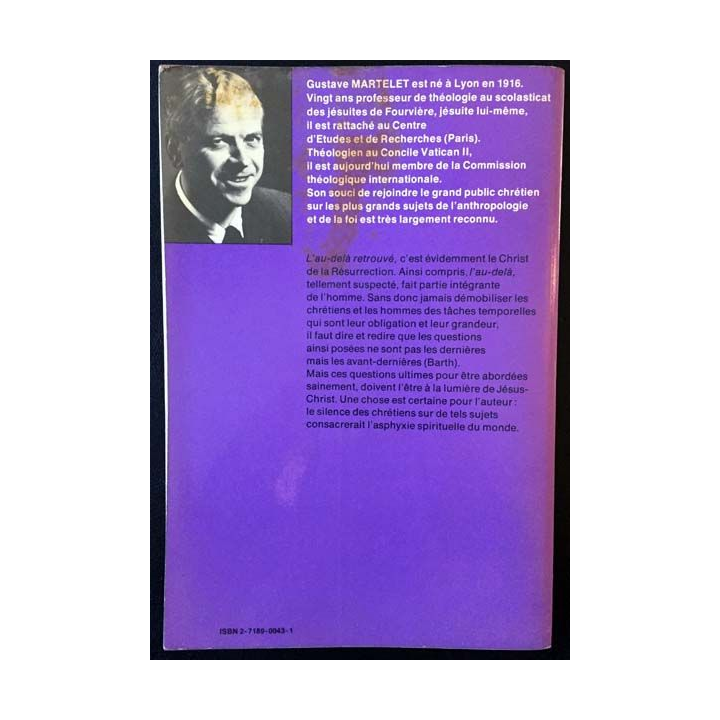 Gustave MARTELET est né à Lyon en 1916.
Vingt ans professeur de théologie au scolasticat
des jésuites de Fourvière, jésuite lui-même,
il est rattaché au Centre
d'Etudes et de Recherches (Paris).
Théologien au Concile Vatican II,
il est aujourd'hui membre de la Commission
théologique internationale.
Son souci de rejoindre le grand public chrétien
sur les plus grands sujets de l'anthropologie
et de la foi est très largement reconnu.
L'au-delà retrouvé, c'est évidemment le Christ
de la Résurrection. Ainsi compris, l'au-delà,
tellement suspecté, fait partie intégrante
de l'homme. Sans donc jamais démobiliser les
chrétiens et les hommes des tâches temporelles
qui sont leur obligation et leur grandeur,
il faut dire et redire que les questions
ainsi posées ne sont pas les dernières
mais les avant-dernières (Barth).
Mais ces questions ultimes pour être abordées
sainement, doivent l'être à la lumière de Jésus-
Christ. Une chose est certaine pour l'auteur :
le silence des chrétiens sur de tels sujets
consacrerait l'asphyxie spirituelle du monde.
ISBN 2-7189-0043-1